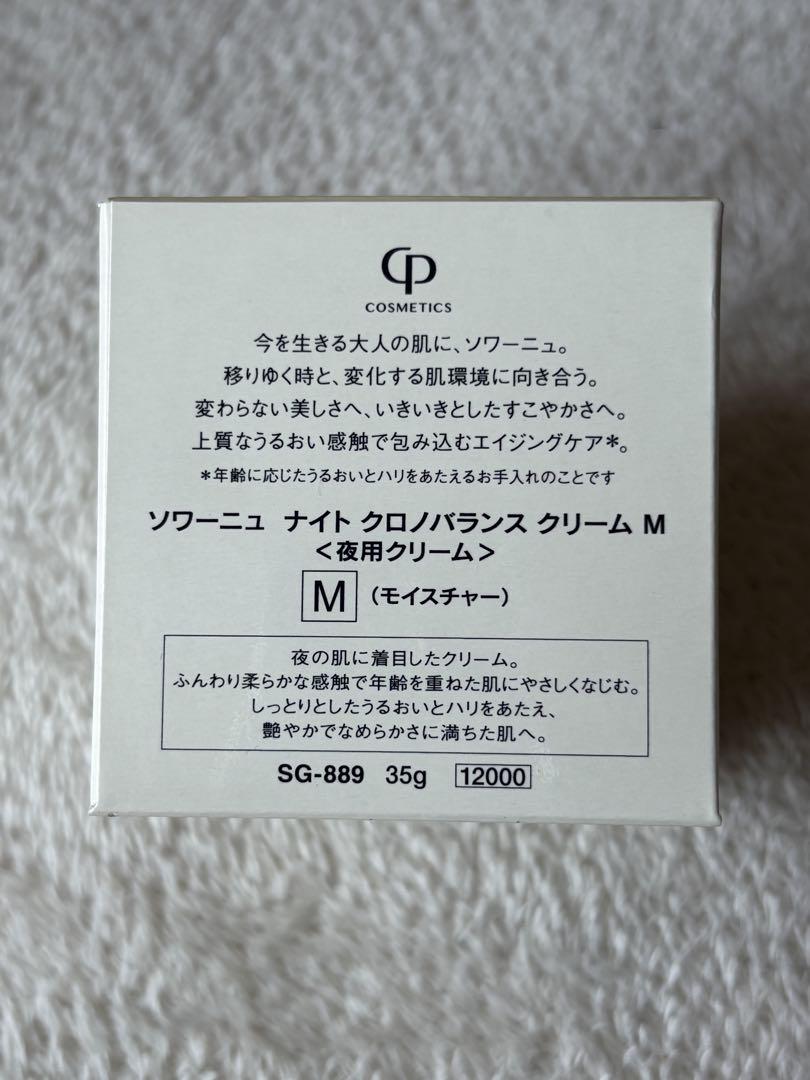 CP
COSMETICS
今を生きる大人の肌に、ソワーニュ。
移りゆく時と、変化する肌環境に向き合う。
変わらない美しさへ、いきいきとしたすこやかさへ。
上質なうるおい感触で包み込むエイジングケア*。
*年齢に応じたうるおいとハリをあたえるお手入れのことです
ソワーニュ ナイト クロノバランス クリーム M
<夜用クリーム>
M (モイスチャー)
夜の肌に着目したクリーム。
ふんわり柔らかな感触で年齢を重ねた肌にやさしくなじむ。
しっとりとしたうるおいとハリをあたえ、
艶やかでなめらかさに満ちた肌へ。
SG-889 35g 12000